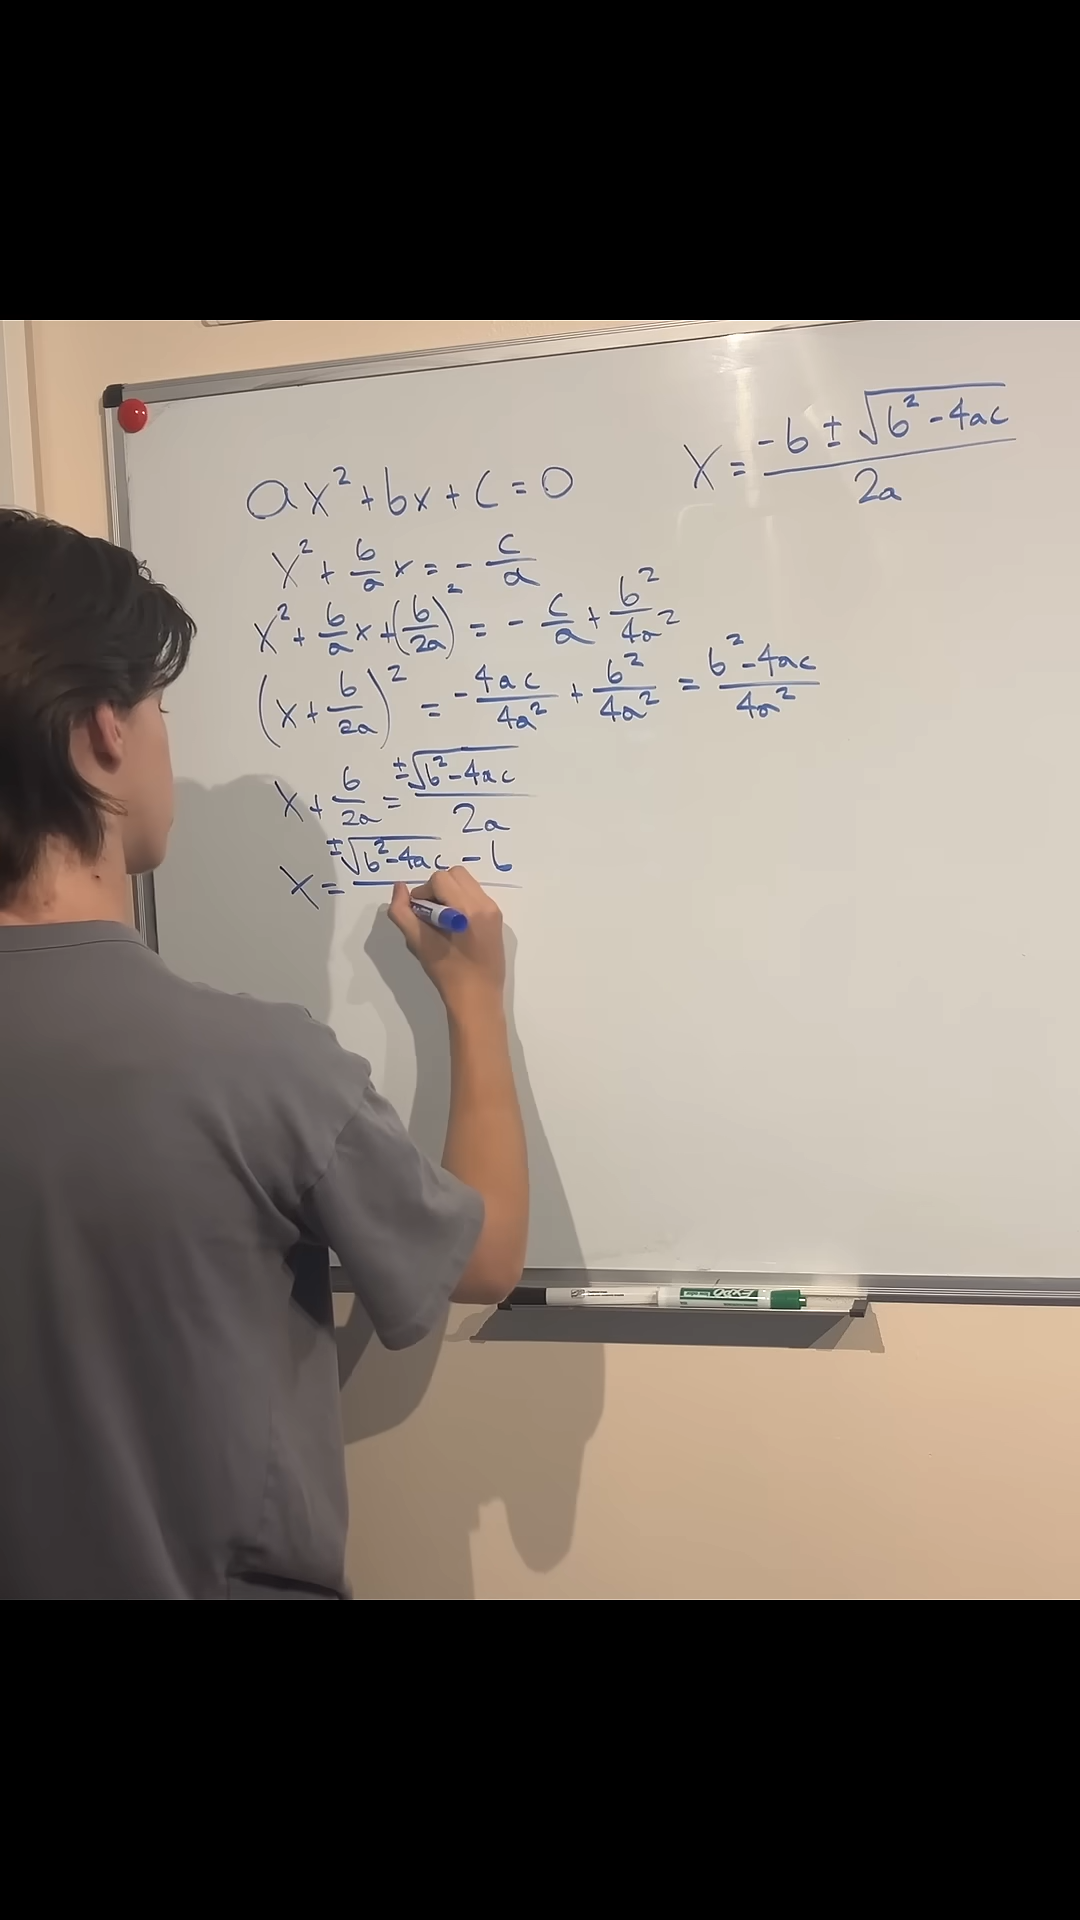 ax² + bx + c = 0
x = (-b ± √(b² - 4ac)) / 2a
x² + b/a x = - c/a
x² + b/a x + (b/2a)² = - c/a + b²/4a²
(x + b/2a)² = - 4ac/4a² + b²/4a² = (b² - 4ac)/4a²
x + b/2a = ±√(b² - 4ac) / 2a
x = ±√(b² - 4ac) - b
EXPO